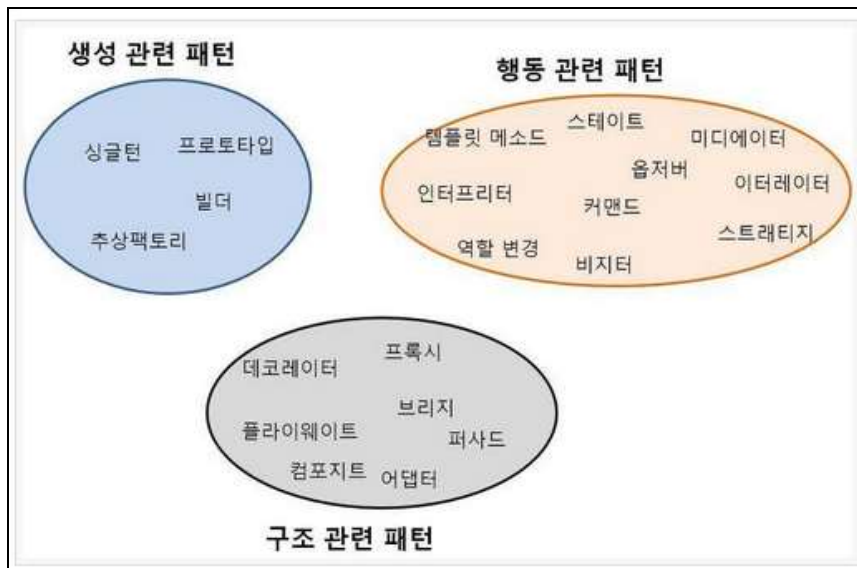 생성 관련 패턴
싱글턴
프로토타입
빌더
추상팩토리
행동 관련 패턴
템플릿 메소드
스테이트
미디에이터
옵저버
인터프리터
커맨드
이터레이터
역할 변경
비지터
스트래티지
데코레이터
프록시
브리지
플라이웨이트
퍼사드
컴포지트
어댑터
구조 관련 패턴